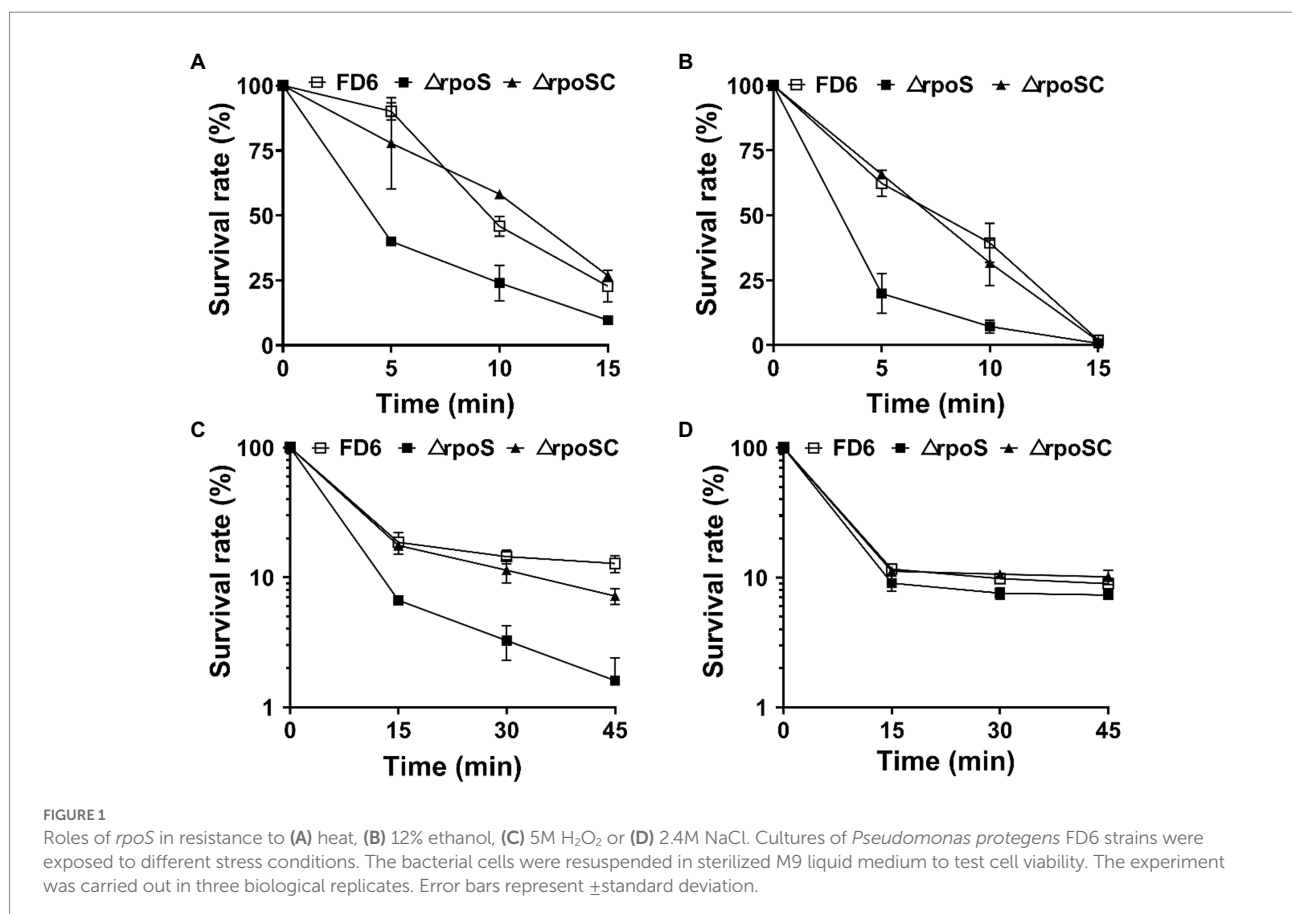 A
FD6 △rpoS △rpoSC
100
75
50
25
0
Survival rate (%)
0 5 10 15
Time (min)
B
FD6 △rpoS △rpoSC
100
75
50
25
0
Survival rate (%)
0 5 10 15
Time (min)
C
FD6 △rpoS △rpoSC
100
10
1
Survival rate (%)
0 15 30 45
Time (min)
D
FD6 △rpoS △rpoSC
100
10
1
Survival rate (%)
0 15 30 45
Time (min)
FIGURE 1
Roles of rpoS in resistance to (A) heat, (B) 12% ethanol, (C) 5M H₂O₂ or (D) 2.4M NaCl. Cultures of Pseudomonas protegens FD6 strains were
exposed to different stress conditions. The bacterial cells were resuspended in sterilized M9 liquid medium to test cell viability. The experiment
was carried out in three biological replicates. Error bars represent ±standard deviation.